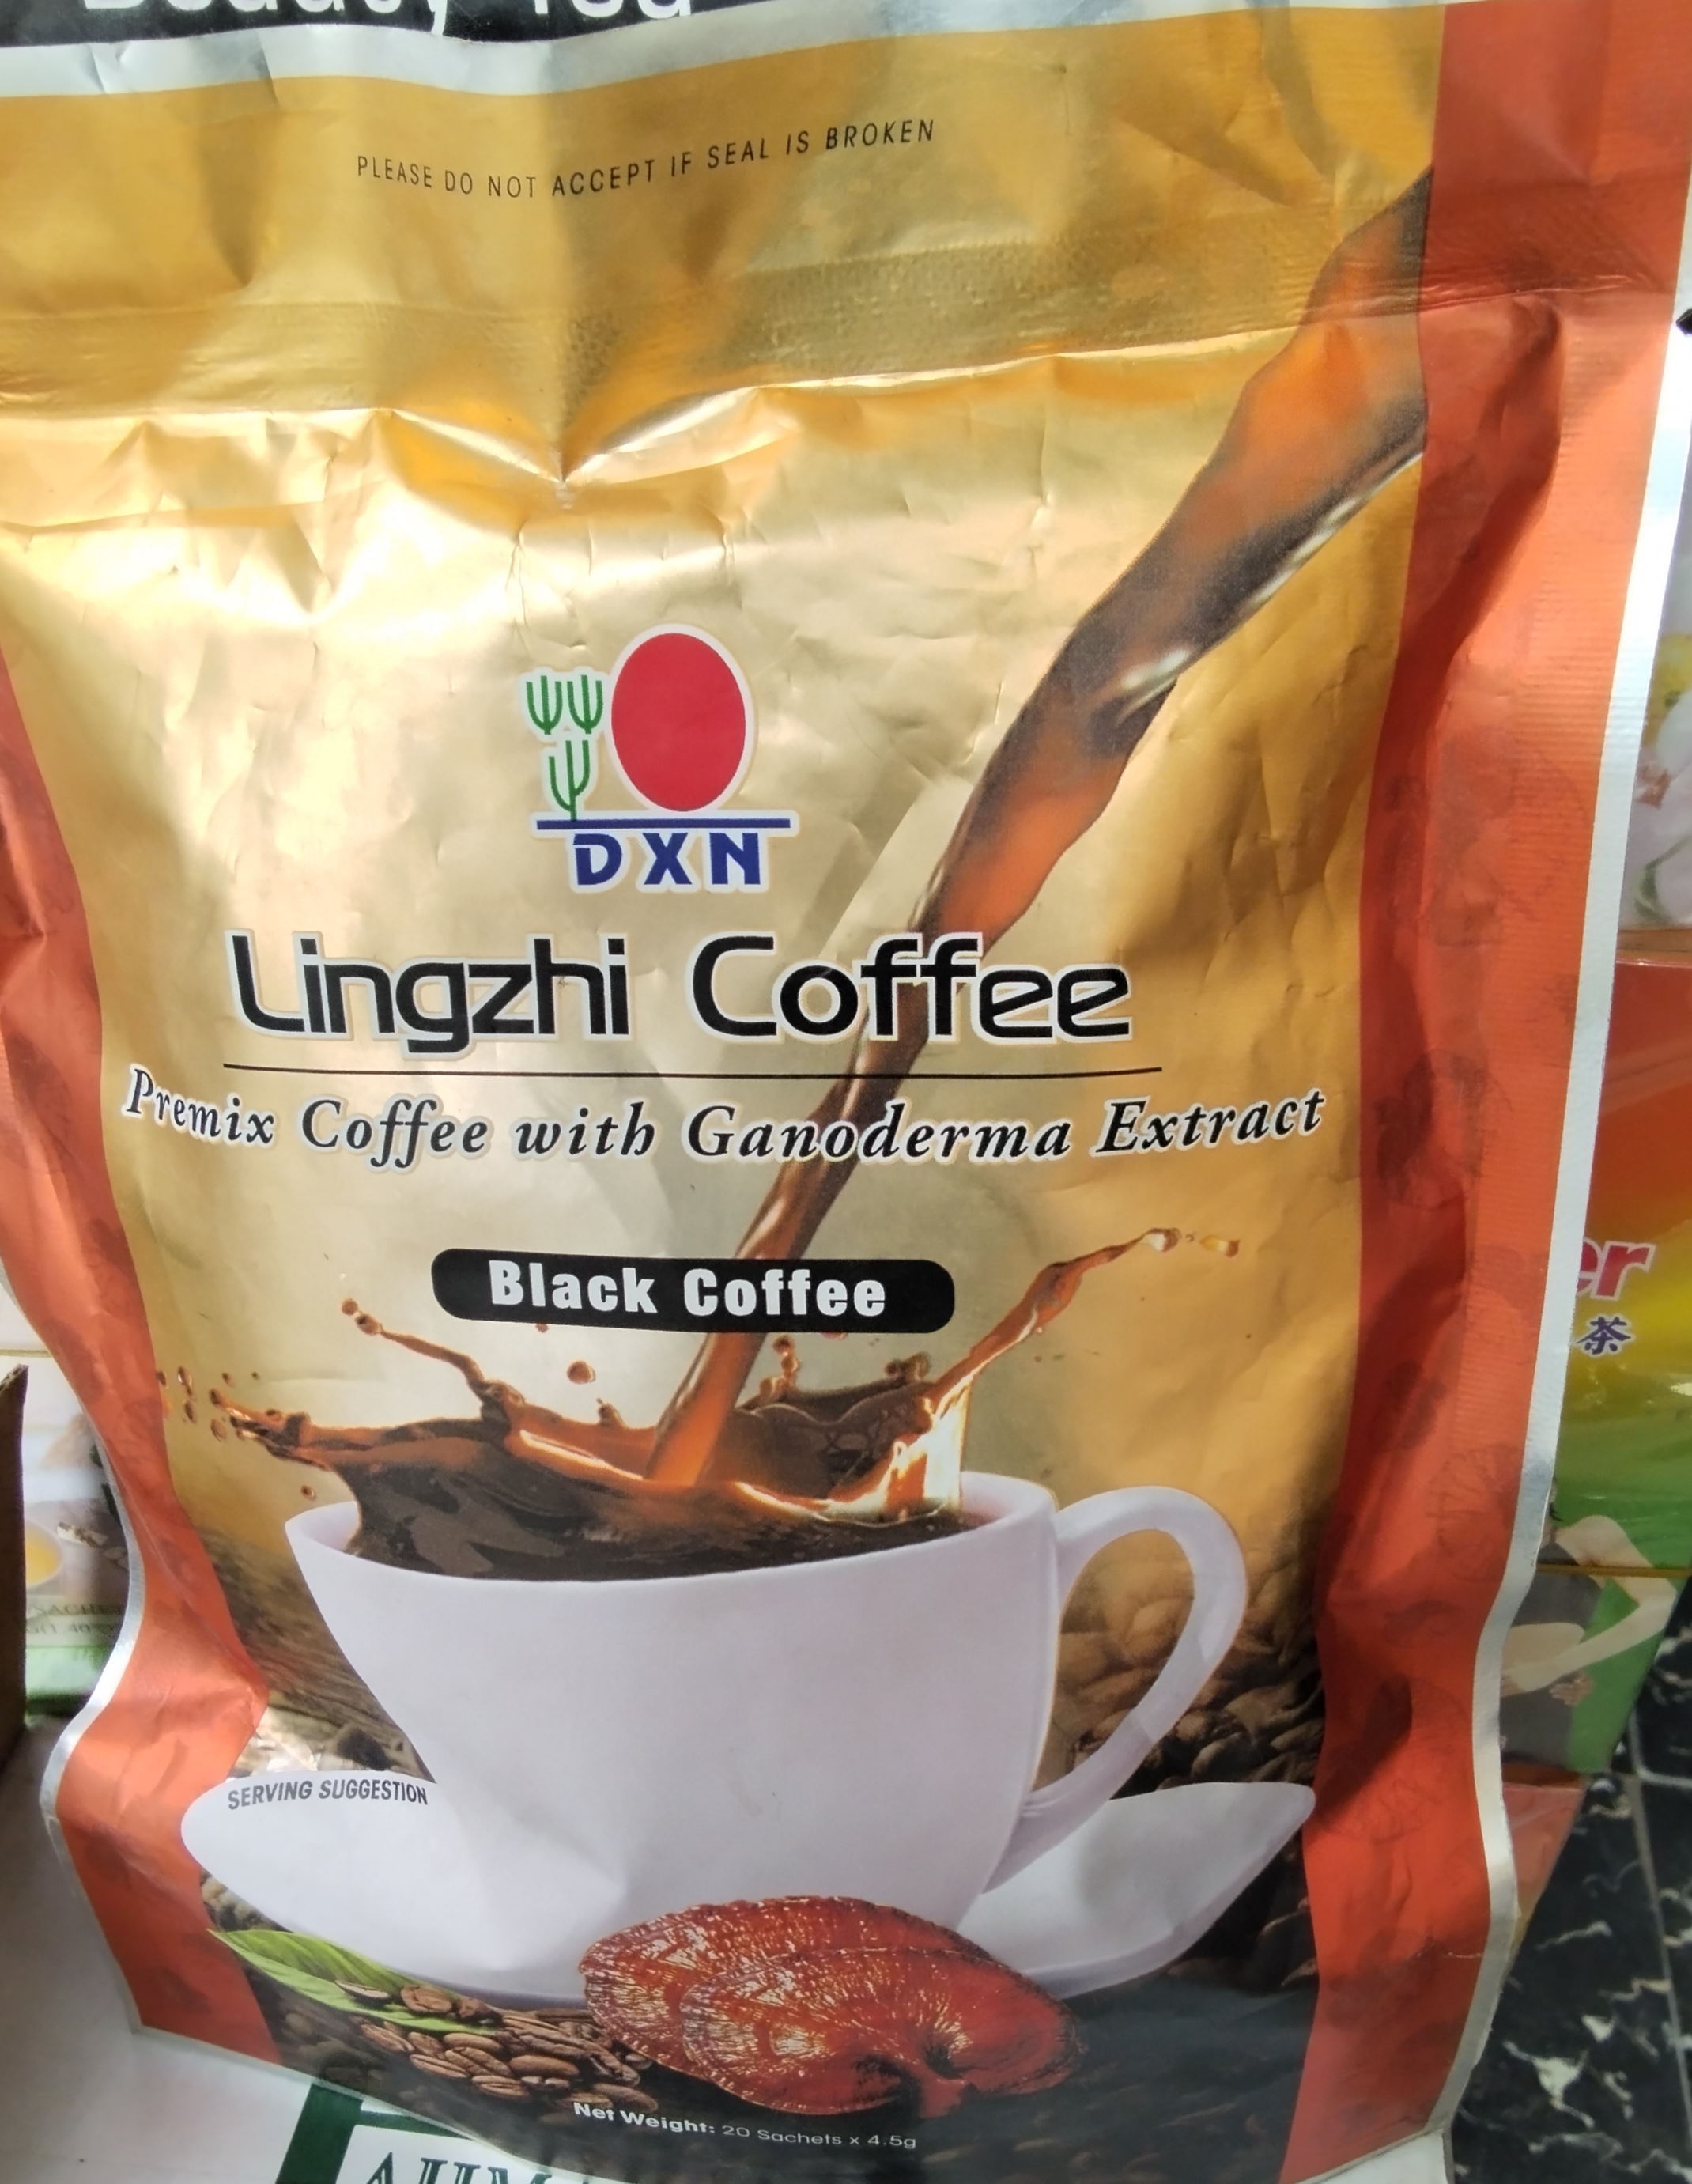 PLEASE DO NOT ACCEPT IF SEAL IS BROKEN
DXN
Lingzhi Coffee
Premix Coffee with Ganoderma Extract
Black Coffee
er
茶
SERVING SUGGESTION
Net Weight: 20 Sachets x 4.5g